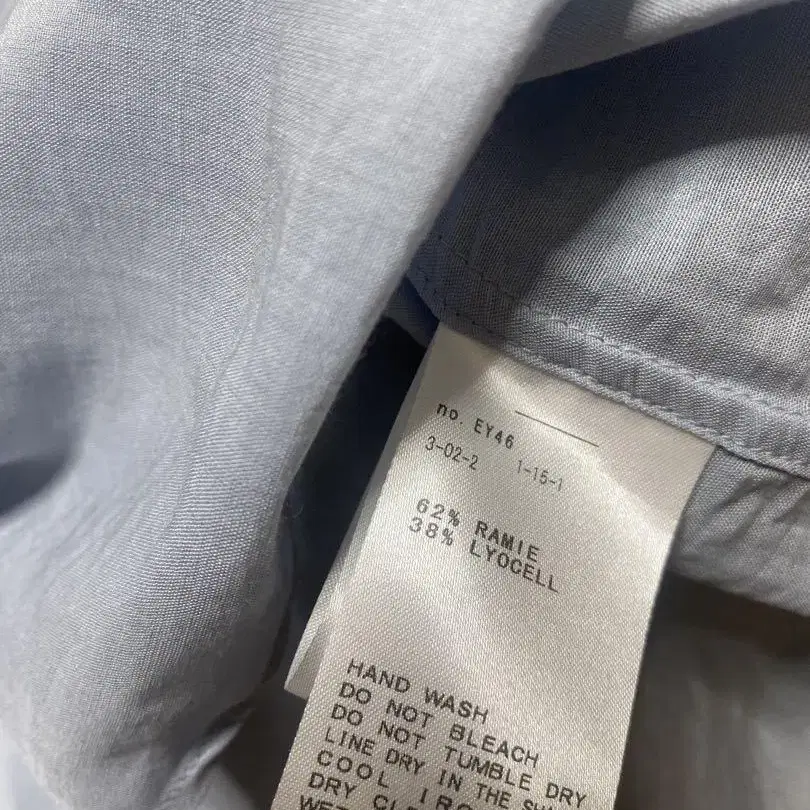 no. EY46
3-02-2 1-15-1
62% RAMIE
38% LYOCELL
HAND WASH
DO NOT BLEACH
DO NOT TUMBLE DRY
LINE DRY IN THE
COOL
DRY